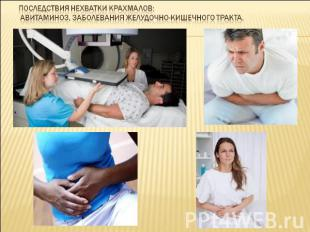 ПОСЛЕДСТВИЯ НЕХВАТКИ КРАХМАЛОВ:
АВИТАМИНОЗ, ЗАБОЛЕВАНИЯ ЖЕЛУДОЧНО-КИШЕЧНОГО ТРАКТА.
PPT4WEB.ru